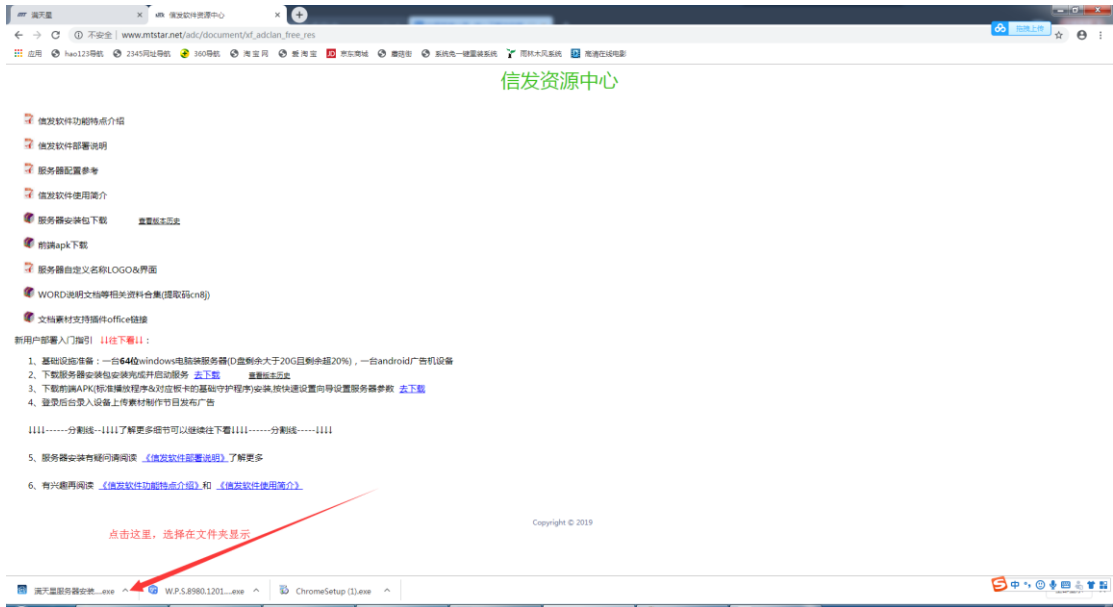 满天星
信发软件资源中心
不安全 | www.mtstar.net/adc/document/xf_adclan_free_res
拖拽上传
应用 hao123导航 2345网址导航 360导航 淘宝网 爱淘宝 京东商城 蘑菇街 系统兔一键重装系统 雨林木风系统 高清在线电影
信发资源中心
信发软件功能特点介绍
信发软件部署说明
服务器配置参考
信发软件使用简介
服务器安装包下载 查看版本历史
前端apk下载
服务器自定义名称LOGO&界面
WORD说明文档等相关资料合集(提取码cn8j)
文档素材支持插件office链接
新用户部署入门指引 ↓↓往下看↓↓：
1、基础设施准备：一台64位windows电脑装服务器(D盘剩余大于20G且剩余超20%)，一台android广告机设备
2、下载服务器安装包安装完成并启动服务 去下载 查看版本历史
3、下载前端APK(标准播放程序&对应板卡的基础守护程序)安装,按快速设置向导设置服务器参数 去下载
4、登录后台录入设备上传素材制作节目发布广告
↓↓↓↓------分割线--↓↓↓↓了解更多细节可以继续往下看↓↓↓↓------分割线-----↓↓↓↓
5、服务器安装有疑问请阅读 《信发软件部署说明》了解更多
6、有兴趣再阅读 《信发软件功能特点介绍》和 《信发软件使用简介》
Copyright © 2019
点击这里，选择在文件夹显示
满天星服务器安装....exe
W.P.S.8980.1201....exe
ChromeSetup (1).exe
中